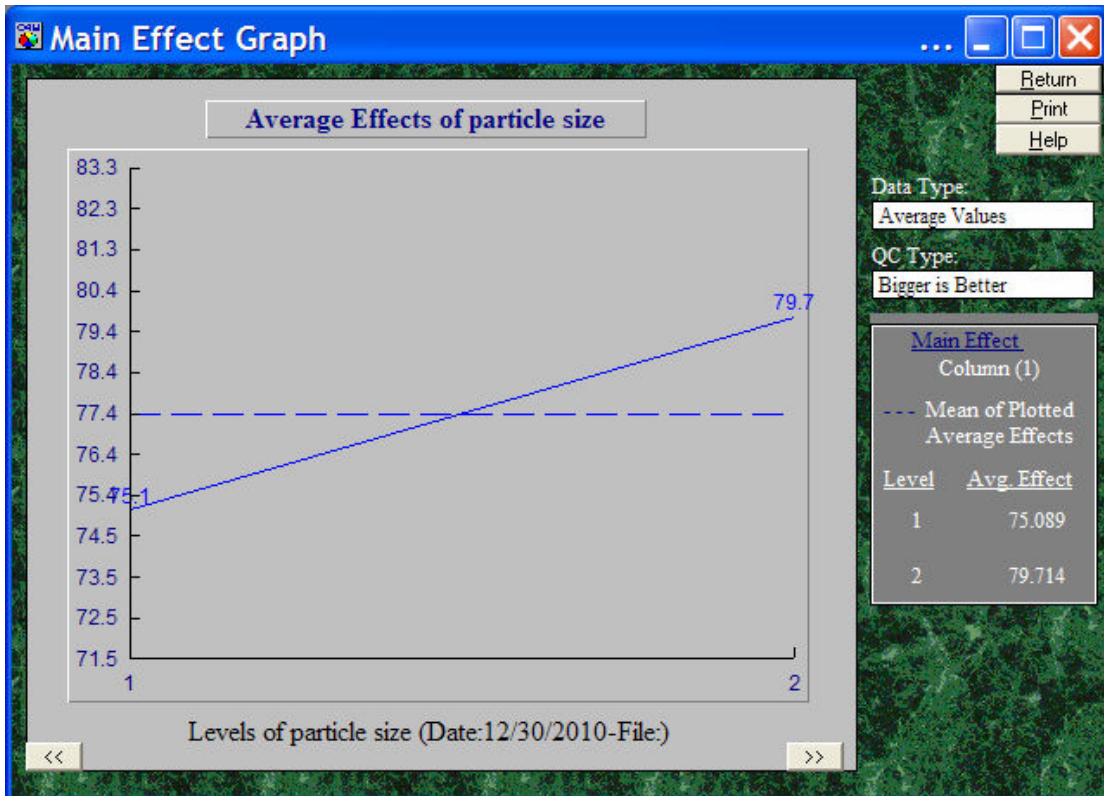 Main Effect Graph
...
Return
Print
Help
Average Effects of particle size
83.3
82.3
81.3
80.4
79.4
78.4
77.4
76.4
75.4
74.5
73.5
72.5
71.5
75.1
79.7
1
2
Levels of particle size (Date:12/30/2010-File:)
<<
>>
Data Type:
Average Values
QC Type:
Bigger is Better
Main Effect
Column (1)
--- Mean of Plotted
Average Effects
Level Avg. Effect
1 75.089
2 79.714